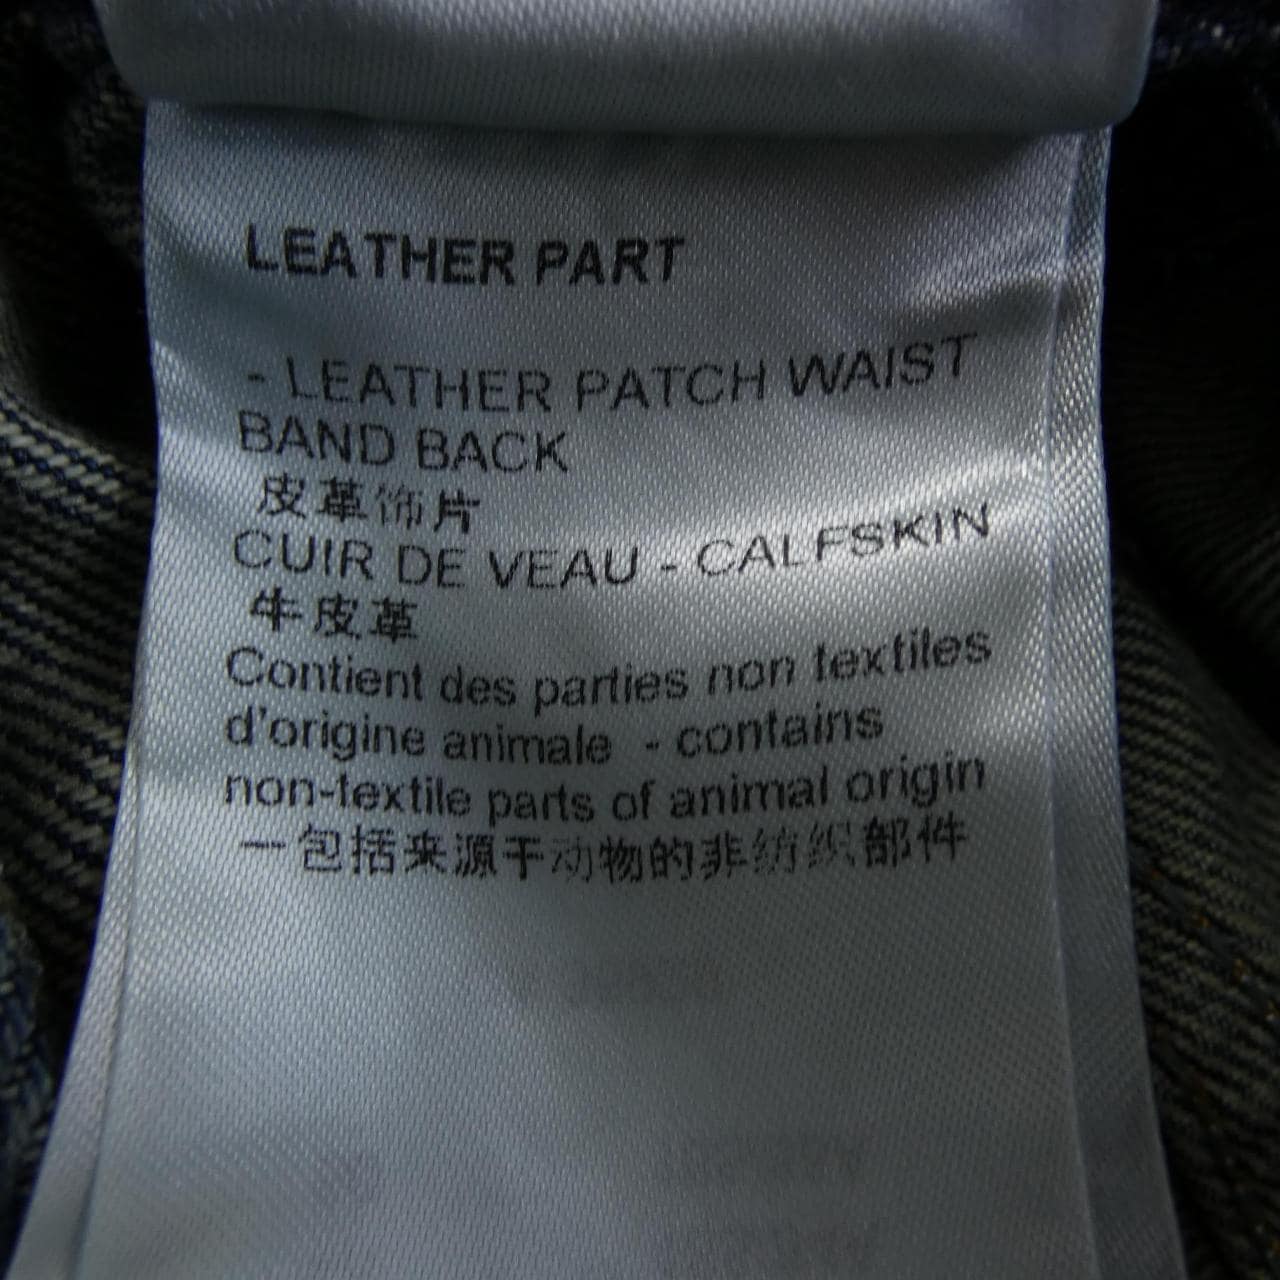 LEATHER PART
- LEATHER PATCH WAIST
BAND BACK
皮革饰片
CUIR DE VEAU - CALFSKIN
牛皮革
Contient des parties non textiles
d'origine animale - contains
non-textile parts of animal origin
一包括来源于动物的非纺织部件